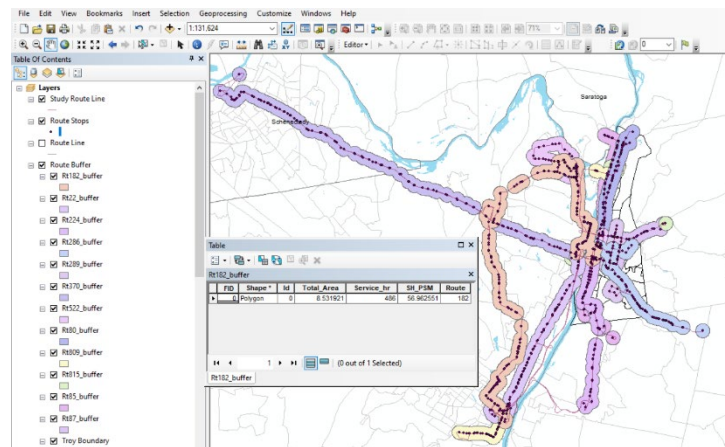 File Edit View Bookmarks Insert Selection Geoprocessing Customize Windows Help
1:131,624
71%
Editor
0
Table Of Contents
Layers
Study Route Line
Route Stops
Route Line
Route Buffer
Rt182_buffer
Rt22_buffer
Rt224_buffer
Rt286_buffer
Rt289_buffer
Rt370_buffer
Rt522_buffer
Rt80_buffer
Rt809_buffer
Rt815_buffer
Rt85_buffer
Rt87_buffer
Troy Boundary
Saratoga
Schenectady
Table
Rt182_buffer
FID Shape * Id Total_Area Service_hr SH_PSM Route
0 Polygon 0 8.531921 486 56.962551 182
1
(0 out of 1 Selected)
Rt182_buffer